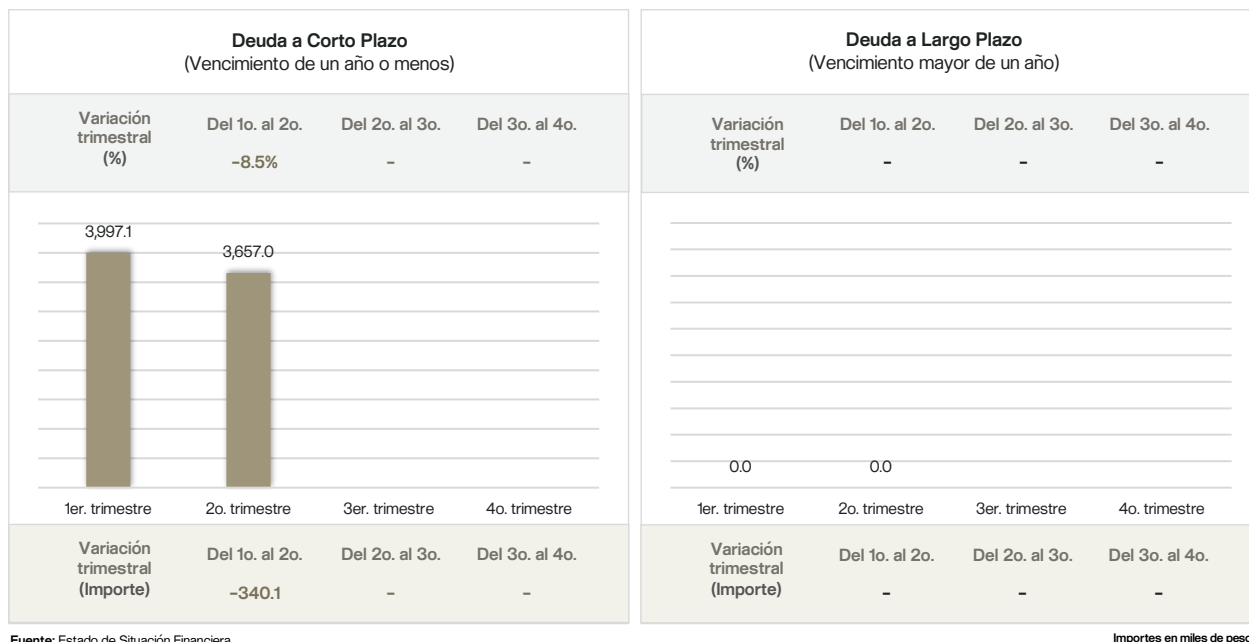 Deuda a Corto Plazo
(Vencimiento de un año o menos)
Variación
trimestral
(%)
Del 1o. al 2o. Del 2o. al 3o. Del 3o. al 4o.
-8.5% - -
3,997.1
3,657.0
1er. trimestre 2o. trimestre 3er. trimestre 4o. trimestre
Variación
trimestral
(Importe)
Del 1o. al 2o. Del 2o. al 3o. Del 3o. al 4o.
-340.1 - -
Deuda a Largo Plazo
(Vencimiento mayor de un año)
Variación
trimestral
(%)
Del 1o. al 2o. Del 2o. al 3o. Del 3o. al 4o.
- - -
0.0 0.0
1er. trimestre 2o. trimestre 3er. trimestre 4o. trimestre
Variación
trimestral
(Importe)
Del 1o. al 2o. Del 2o. al 3o. Del 3o. al 4o.
- - -
Fuente: Estado de Situación Financiera
Importes en miles de peso